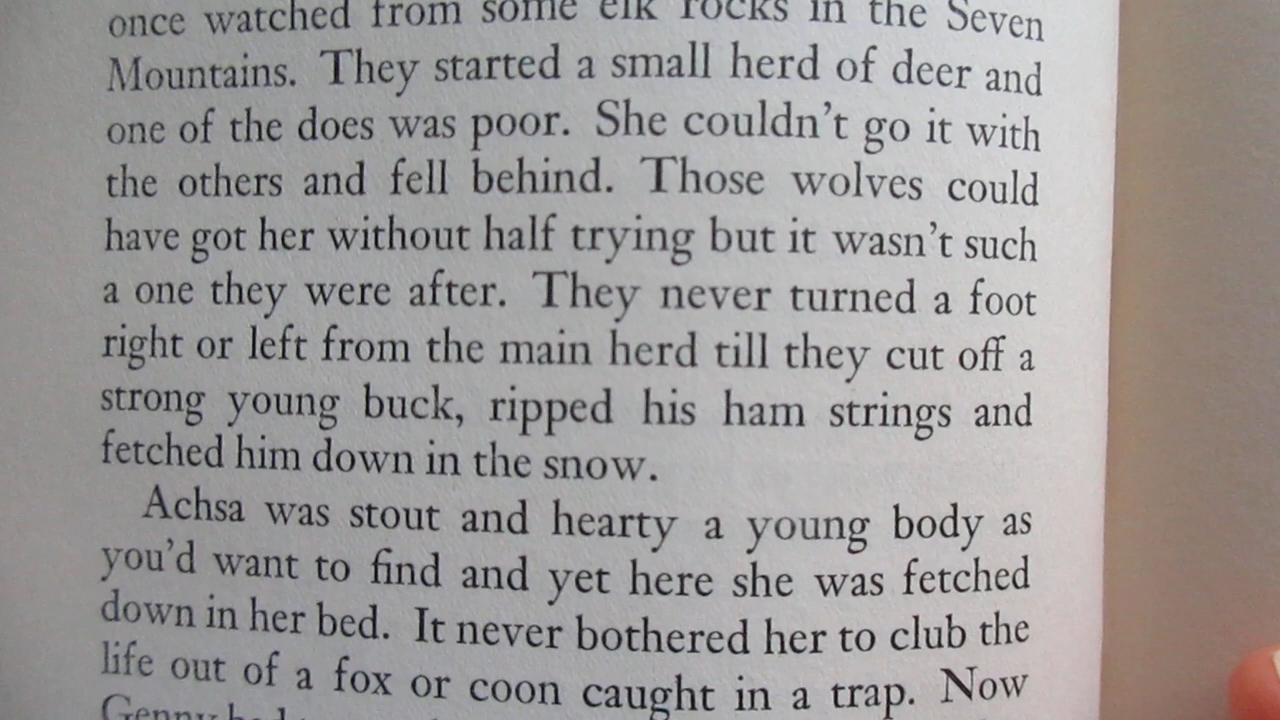 once watched from some elk rocks in the Seven
Mountains. They started a small herd of deer and
one of the does was poor. She couldn't go it with
the others and fell behind. Those wolves could
have got her without half trying but it wasn't such
a one they were after. They never turned a foot
right or left from the main herd till they cut off a
strong young buck, ripped his ham strings and
fetched him down in the snow.
Achsa was stout and hearty a young body as
you'd want to find and yet here she was fetched
down in her bed. It never bothered her to club the
life out of a fox or coon caught in a trap. Now
Genny